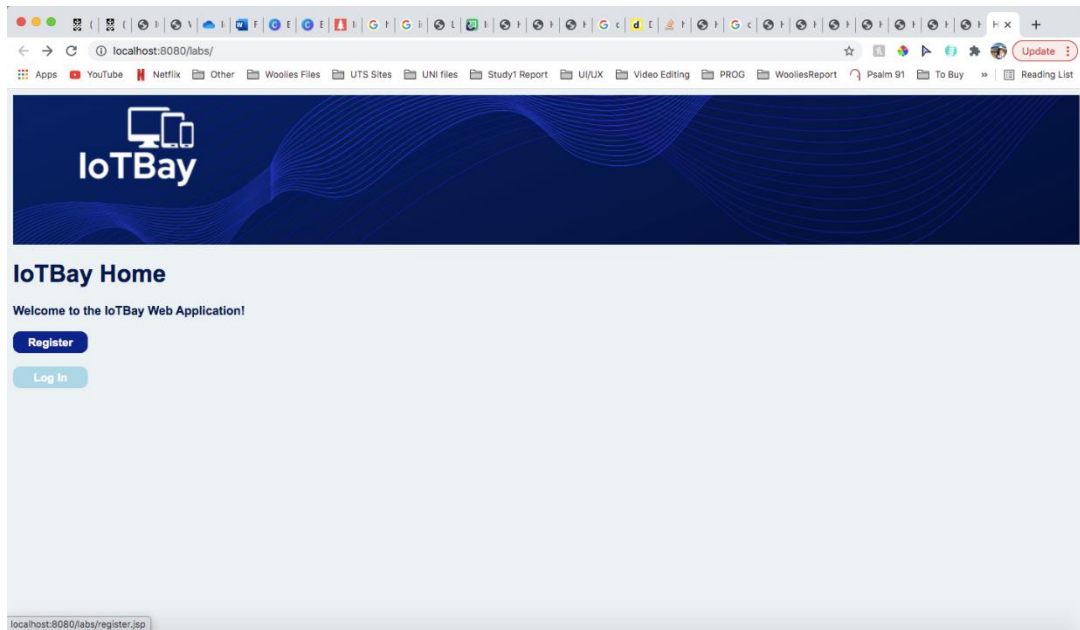 localhost:8080/labs/
Update
Apps YouTube Netflix Other Woolies Files UTS Sites UNI files Study1 Report UI/UX Video Editing PROG WooliesReport Psalm 91 To Buy » Reading List
IoTBay
IoTBay Home
Welcome to the IoTBay Web Application!
Register
Log In
localhost:8080/labs/register.jsp